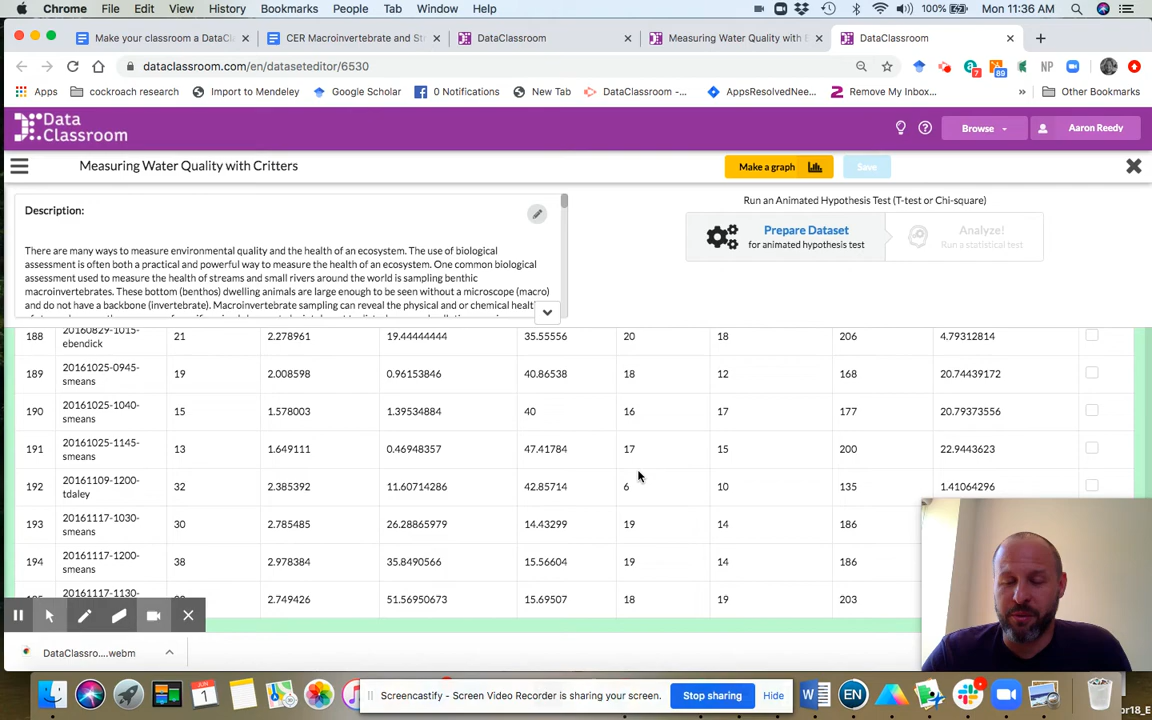 Chrome File Edit View History Bookmarks People Tab Window Help 100% Mon 11:36 AM
Make your classroom a DataCl CER Macroinvertebrate and Str DataClassroom Measuring Water Quality with B DataClassroom
dataclassroom.com/en/dataseteditor/6530
Apps cockroach research Import to Mendeley Google Scholar 0 Notifications New Tab DataClassroom -... AppsResolvedNee... Remove My Inbox... » Other Bookmarks
Data
Classroom
Browse Aaron Reedy
Measuring Water Quality with Critters Make a graph Save
Run an Animated Hypothesis Test (T-test or Chi-square)
Description:
Prepare Dataset
for animated hypothesis test
Analyze!
Run a statistical test
There are many ways to measure environmental quality and the health of an ecosystem. The use of biological
assessment is often both a practical and powerful way to measure the health of an ecosystem. One common biological
assessment used to measure the health of streams and small rivers around the world is sampling benthic
macroinvertebrates. These bottom (benthos) dwelling animals are large enough to be seen without a microscope (macro)
and do not have a backbone (invertebrate). Macroinvertebrate sampling can reveal the physical and or chemical healt
188 20160829-1015-ebendick 21 2.278961 19.44444444 35.55556 20 18 206 4.79312814
189 20161025-0945-smeans 19 2.008598 0.96153846 40.86538 18 12 168 20.74439172
190 20161025-1040-smeans 15 1.578003 1.39534884 40 16 17 177 20.79373556
191 20161025-1145-smeans 13 1.649111 0.46948357 47.41784 17 15 200 22.9443623
192 20161109-1200-tdaley 32 2.385392 11.60714286 42.85714 6 10 135 1.41064296
193 20161117-1030-smeans 30 2.785485 26.28865979 14.43299 19 14 186
194 20161117-1200-smeans 38 2.978384 35.8490566 15.56604 19 14 186
20161117-1130- 2.749426 51.56950673 15.69507 18 19 203
DataClassro....webm
Screencastify - Screen Video Recorder is sharing your screen. Stop sharing Hide